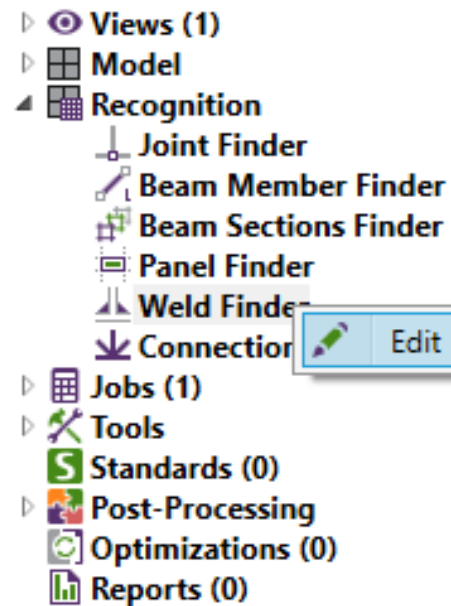 Views (1)
Model
Recognition
Joint Finder
Beam Member Finder
Beam Sections Finder
Panel Finder
Weld Finder
Connection
Edit
Jobs (1)
Tools
Standards (0)
Post-Processing
Optimizations (0)
Reports (0)